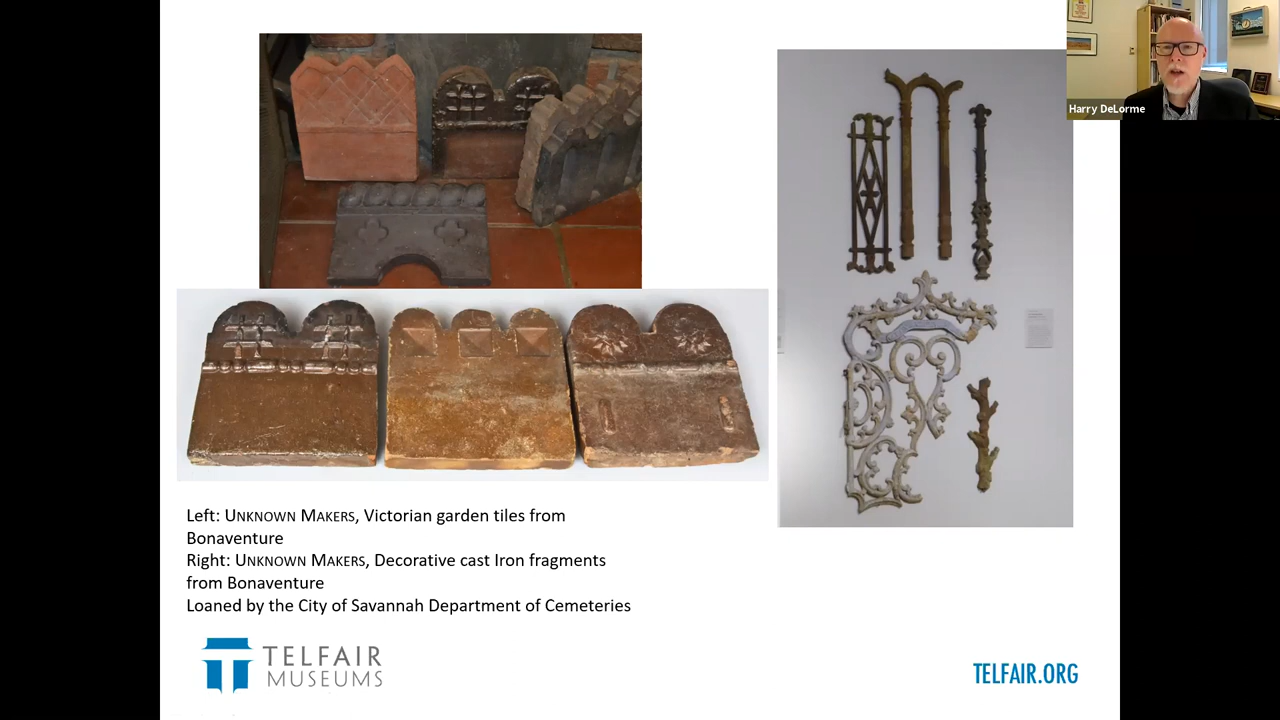 Harry DeLorme
Left: UNKNOWN MAKERS, Victorian garden tiles from
Bonaventure
Right: UNKNOWN MAKERS, Decorative cast Iron fragments
from Bonaventure
Loaned by the City of Savannah Department of Cemeteries
TELFAIR
MUSEUMS
TELFAIR.ORG